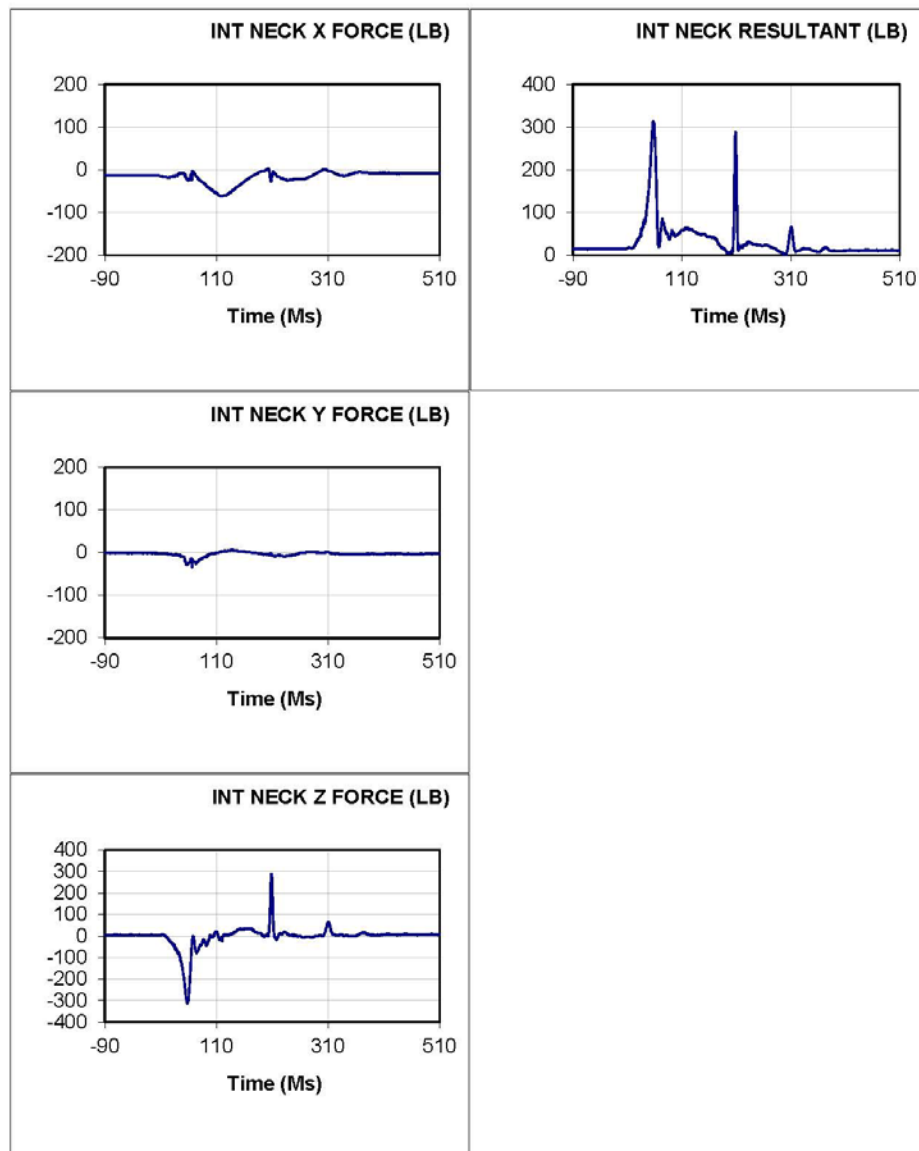 INT NECK X FORCE (LB)
200
100
0
-100
-200
-90 110 310 510
Time (Ms)
INT NECK RESULTANT (LB)
400
300
200
100
0
-90 110 310 510
Time (Ms)
INT NECK Y FORCE (LB)
200
100
0
-100
-200
-90 110 310 510
Time (Ms)
INT NECK Z FORCE (LB)
400
300
200
100
0
-100
-200
-300
-400
-90 110 310 510
Time (Ms)